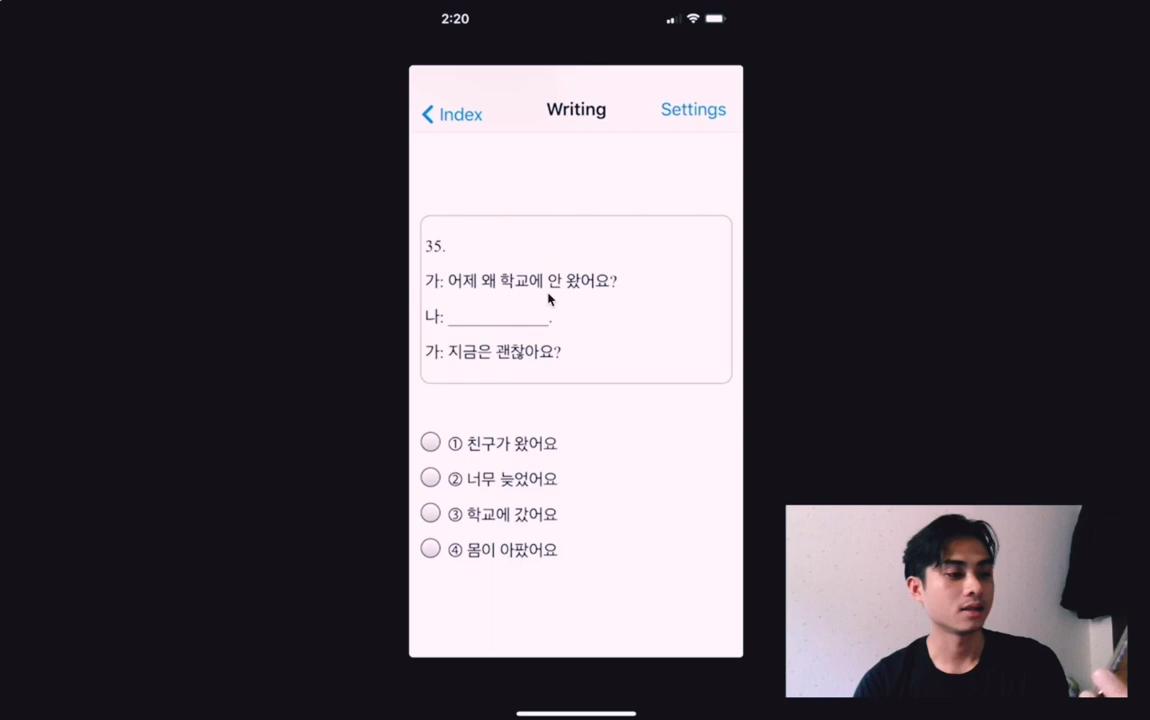 2:20
Index
Writing
Settings
35.
가: 어제 왜 학교에 안 왔어요?
나: ____________.
가: 지금은 괜찮아요?
① 친구가 왔어요
② 너무 늦었어요
③ 학교에 갔어요
④ 몸이 아팠어요